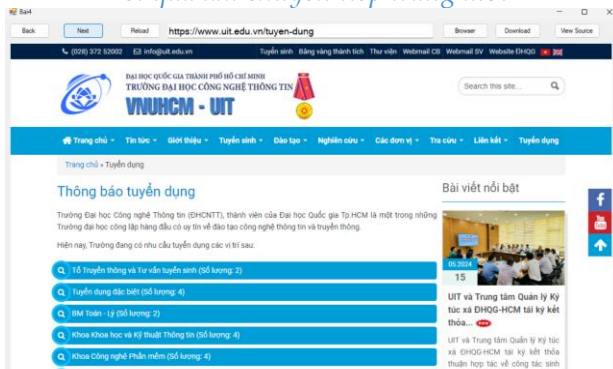 Bai4
Back Next Reload https://www.uit.edu.vn/tuyen-dung Browser Download View Source
(028) 372 52002 info@uit.edu.vn Tuyển sinh Bảng vàng thành tích Thư viện Webmail CB Webmail SV Website ĐHQG
ĐẠI HỌC QUỐC GIA THÀNH PHỐ HỒ CHÍ MINH
TRƯỜNG ĐẠI HỌC CÔNG NGHỆ THÔNG TIN
VNUHCM - UIT
Search this site...
Trang chủ Tin tức Giới thiệu Tuyển sinh Đào tạo Nghiên cứu Các đơn vị Tra cứu Liên kết Tuyển dụng
Trang chủ » Tuyển dụng
Thông báo tuyển dụng
Trường Đại học Công nghệ Thông tin (ĐHCNTT), thành viên của Đại học Quốc gia Tp.HCM là một trong những
Trường đại học công lập hàng đầu có uy tín về đào tạo công nghệ thông tin và truyền thông.
Hiện nay, Trường đang có nhu cầu tuyển dụng các vị trí sau:
Tổ Truyền thông và Tư vấn tuyển sinh (Số lượng: 2)
Tuyển dụng đặc biệt (Số lượng: 4)
BM Toán - Lý (Số lượng: 2)
Khoa Khoa học và Kỹ thuật Thông tin (Số lượng: 4)
Khoa Công nghệ Phần mềm (Số lượng: 4)
Bài viết nổi bật
05.2024
15
UIT và Trung tâm Quản lý Ký
túc xá ĐHQG-HCM tái ký kết
thỏa...
UIT và Trung tâm Quản lý Ký túc
xá ĐHQG-HCM tái ký kết thỏa
thuận hợp tác về công tác sinh